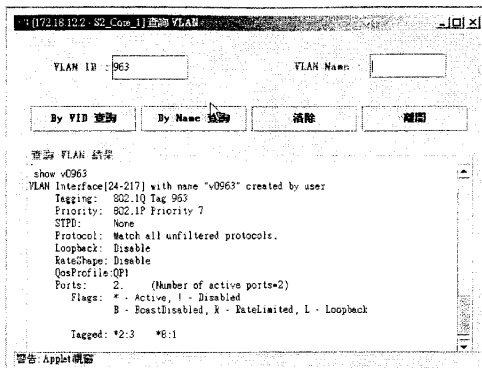 [172.18.12.2 - S2_Core_1] 查詢 VLAN
VLAN ID : 963 VLAN Name :
By VID 查詢 By Name 查詢 清除 離開
查詢 VLAN 結果
show v0963
VLAN Interface[24-217] with name "v0963" created by user
Tagging: 802.1Q Tag 963
Priority: 802.1P Priority 7
STPD: None
Protocol: Match all unfiltered protocols.
Loopback: Disable
RateShape: Disable
QosProfile:QP1
Ports: 2. (Number of active ports=2)
Flags: * - Active, ! - Disabled
B - BcastDisabled, R - RateLimited, L - Loopback
Tagged: *2:3 *8:1
警告: Applet 視窗